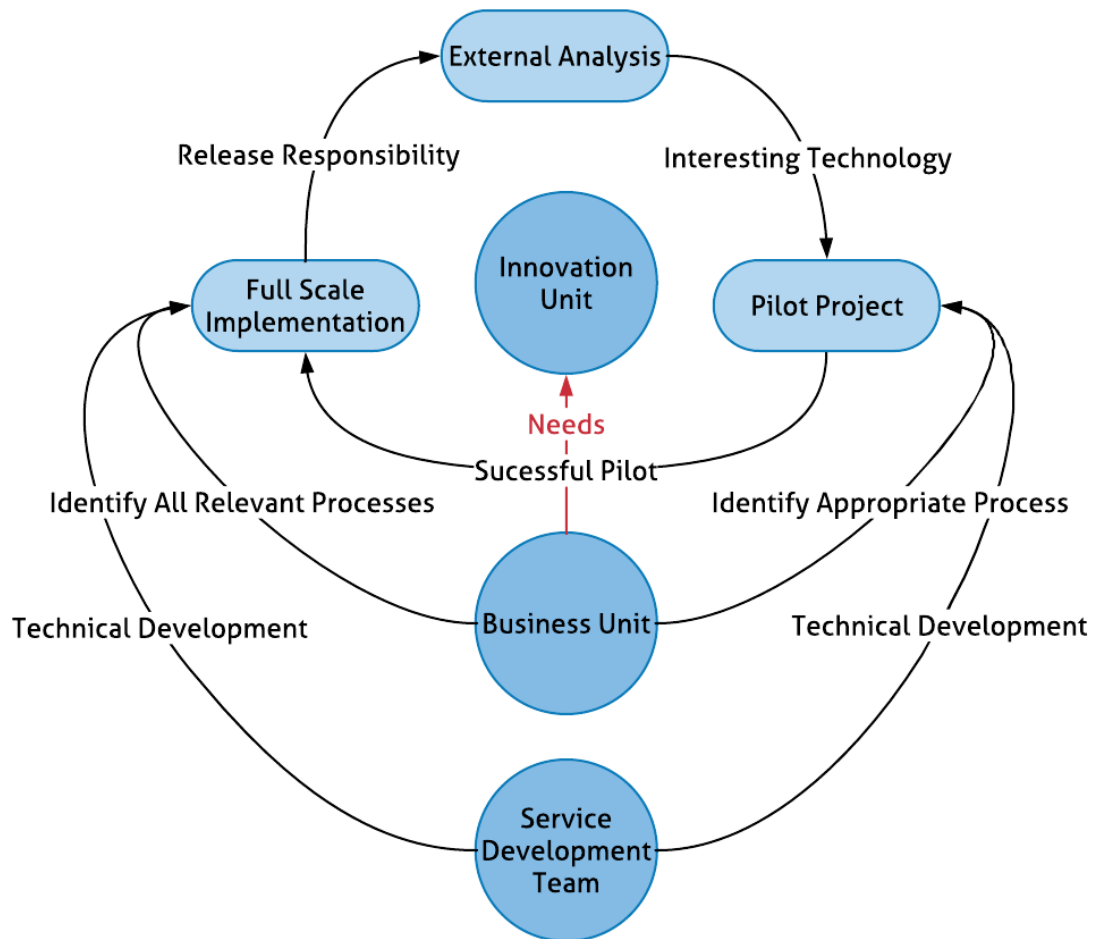 External Analysis
Release Responsibility
Interesting Technology
Innovation
Unit
Full Scale
Implementation
Pilot Project
Needs
Sucessful Pilot
Identify All Relevant Processes
Identify Appropriate Process
Business Unit
Technical Development
Technical Development
Service
Development
Team